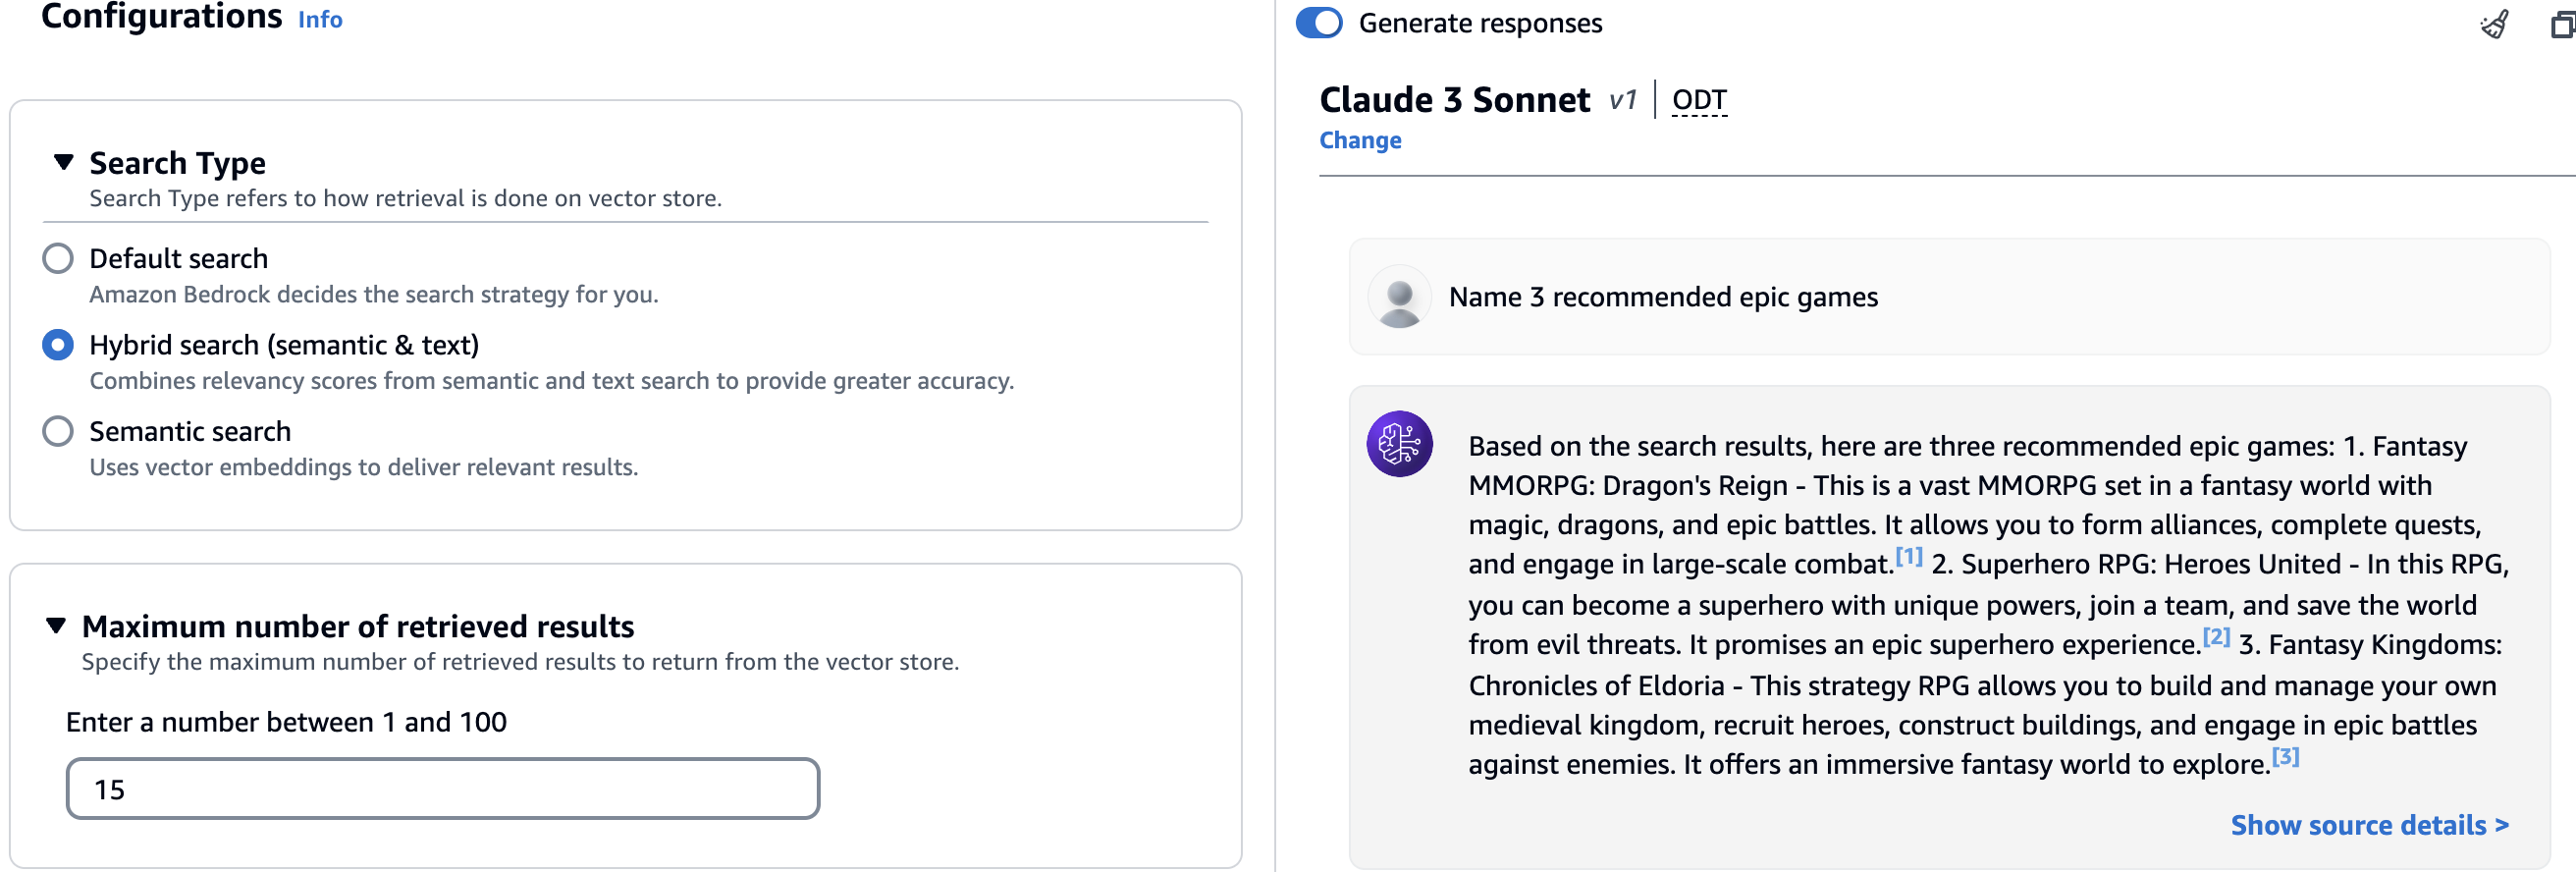 Configurations Info
Search Type
Search Type refers to how retrieval is done on vector store.
Default search
Amazon Bedrock decides the search strategy for you.
Hybrid search (semantic & text)
Combines relevancy scores from semantic and text search to provide greater accuracy.
Semantic search
Uses vector embeddings to deliver relevant results.
Maximum number of retrieved results
Specify the maximum number of retrieved results to return from the vector store.
Enter a number between 1 and 100
15
Generate responses
Claude 3 Sonnet v1 | ODT
Change
Name 3 recommended epic games
Based on the search results, here are three recommended epic games: 1. Fantasy
MMORPG: Dragon's Reign - This is a vast MMORPG set in a fantasy world with
magic, dragons, and epic battles. It allows you to form alliances, complete quests,
and engage in large-scale combat.[1] 2. Superhero RPG: Heroes United - In this RPG,
you can become a superhero with unique powers, join a team, and save the world
from evil threats. It promises an epic superhero experience.[2] 3. Fantasy Kingdoms:
Chronicles of Eldoria - This strategy RPG allows you to build and manage your own
medieval kingdom, recruit heroes, construct buildings, and engage in epic battles
against enemies. It offers an immersive fantasy world to explore.[3]
Show source details >